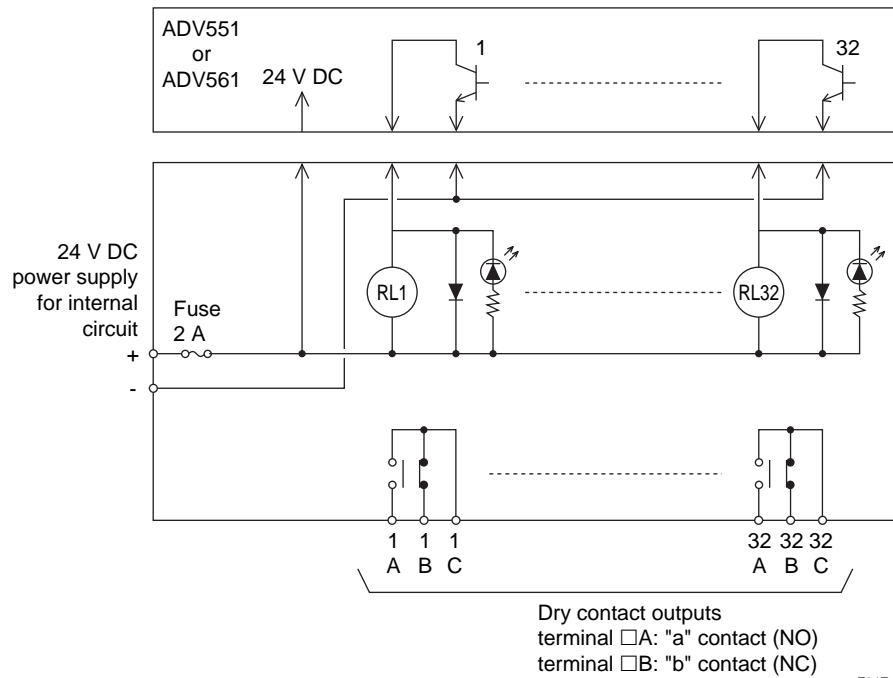 ADV551
or
ADV561
24 V DC
1
32
24 V DC
power supply
for internal
circuit
Fuse
2 A
+
-
RL1
RL32
1 1 1
A B C
32 32 32
A B C
Dry contact outputs
terminal □A: "a" contact (NO)
terminal □B: "b" contact (NC)